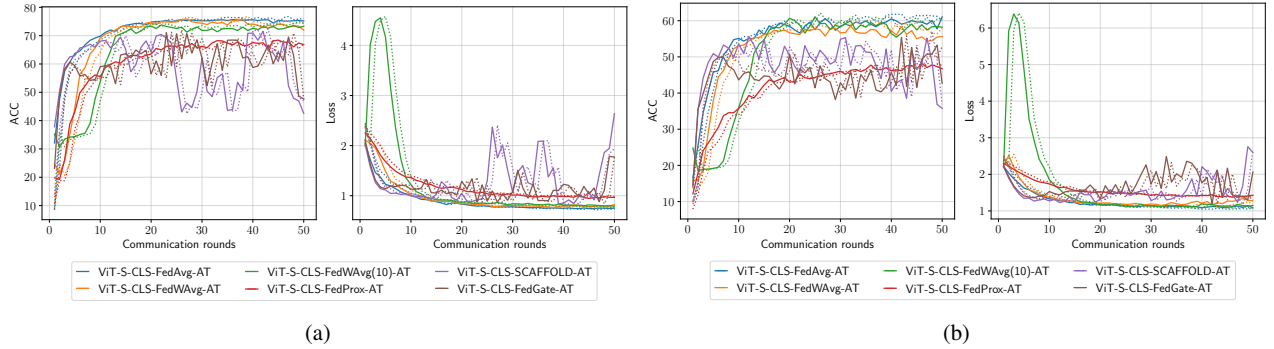 80
70
60
50
40
30
20
10
ACC
0 10 20 30 40 50
Communication rounds
4
3
2
1
Loss
0 10 20 30 40 50
Communication rounds
ViT-S-CLS-FedAvg-AT ViT-S-CLS-FedWAvg(10)-AT ViT-S-CLS-SCAFFOLD-AT
ViT-S-CLS-FedWAvg-AT ViT-S-CLS-FedProx-AT ViT-S-CLS-FedGate-AT
(a)
60
50
40
30
20
10
ACC
0 10 20 30 40 50
Communication rounds
6
5
4
3
2
1
Loss
0 10 20 30 40 50
Communication rounds
ViT-S-CLS-FedAvg-AT ViT-S-CLS-FedWAvg(10)-AT ViT-S-CLS-SCAFFOLD-AT
ViT-S-CLS-FedWAvg-AT ViT-S-CLS-FedProx-AT ViT-S-CLS-FedGate-AT
(b)